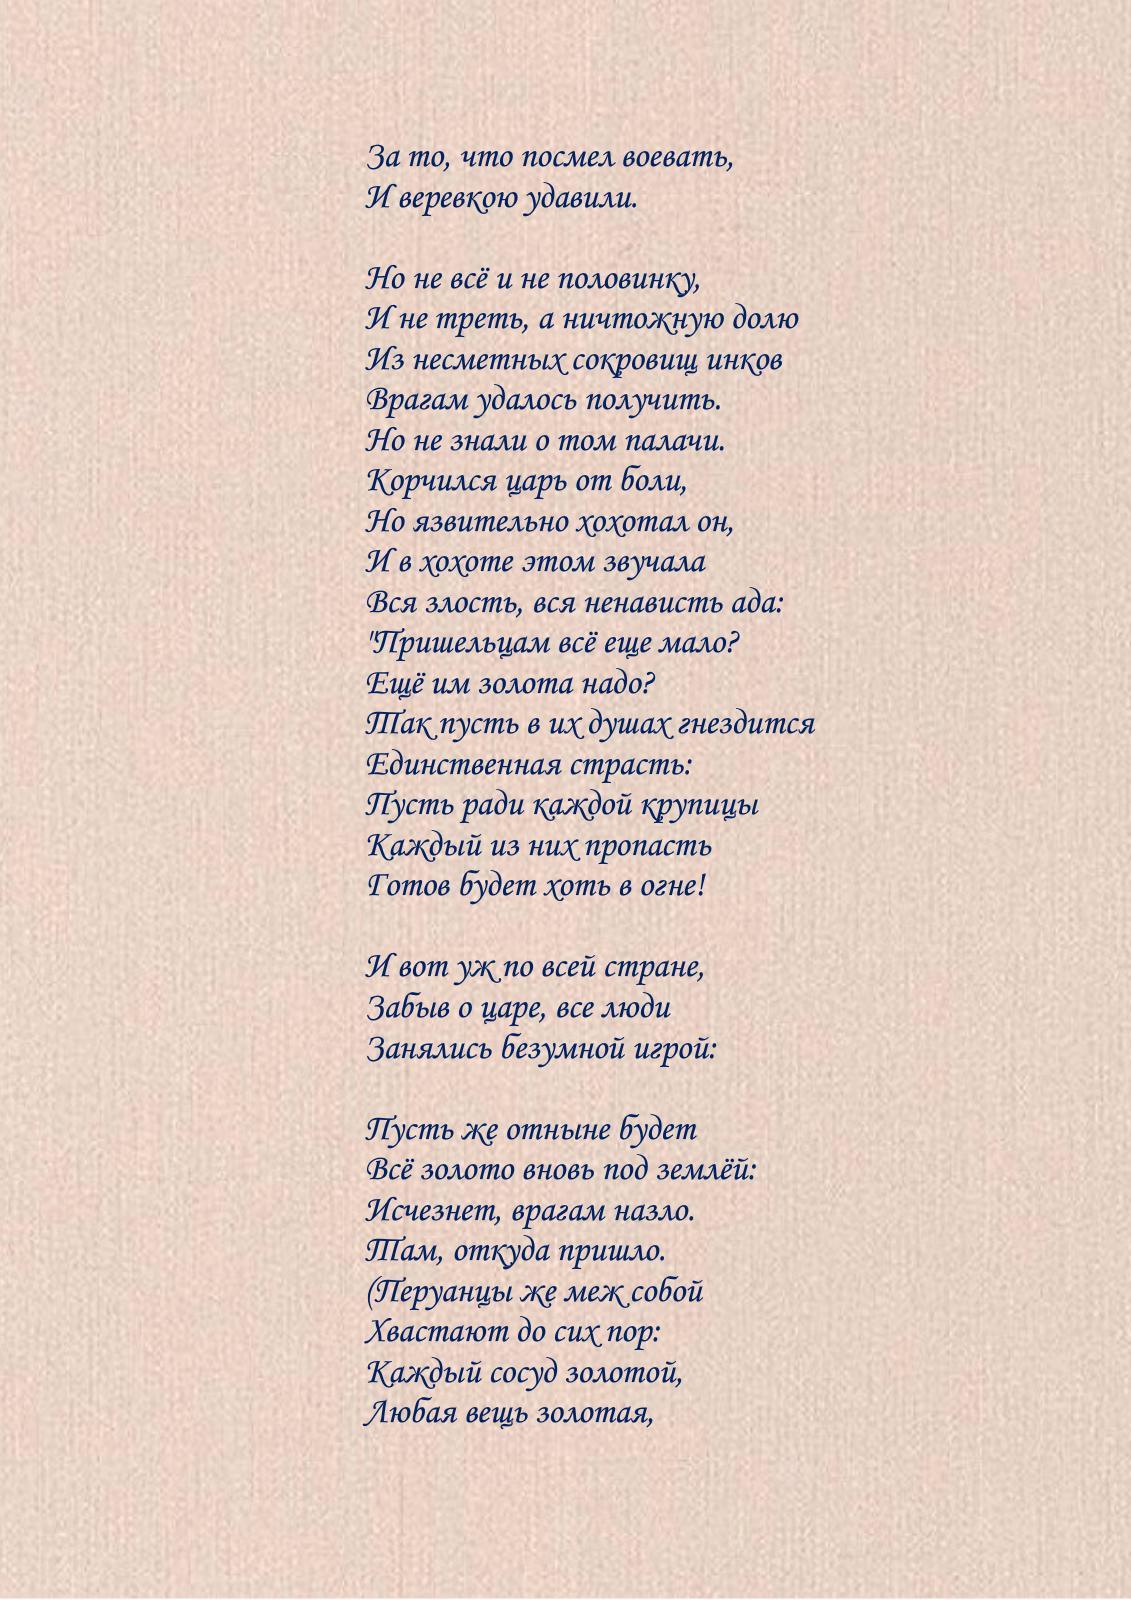 За то, что посмел воевать,
И веревкою удавили.
Но не всё и не половинку,
И не треть, а ничтожную долю
Из несметных сокровищ инков
Врагам удалось получить.
Но не знали о том палачи.
Корчился царь от боли,
Но язвительно хохотал он,
И в хохоте этом звучала
Вся злость, вся ненависть ада:
"Пришельцам всё еще мало?
Ещё им золота надо?
Так пусть в их душах гнездится
Единственная страсть:
Пусть ради каждой крупицы
Каждый из них пропасть
Готов будет хоть в огне!
И вот уж по всей стране,
Забыв о царе, все люди
Занялись безумной игрой:
Пусть же отныне будет
Всё золото вновь под землёй:
Исчезнет, врагам назло.
Там, откуда пришло.
(Перуанцы же меж собой
Хвастают до сих пор:
Каждый сосуд золотой,
Любая вещь золотая,